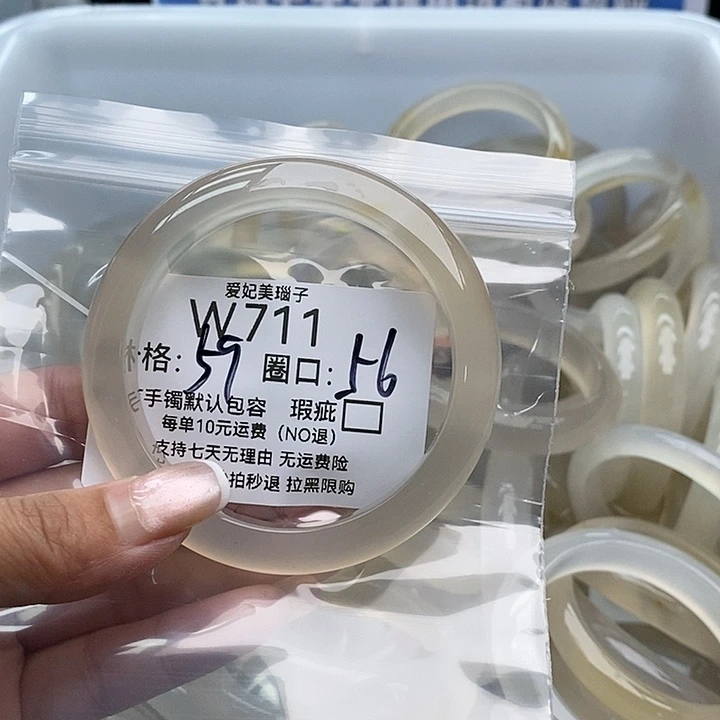 爱妃美瑙子
W711
格：59 圈口：56
手镯默认包容 瑕疵
每单10元运费（NO退）
支持七天无理由 无运费险
拍秒退 拉黑限购